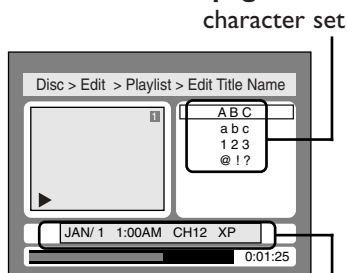 character set
Disc > Edit > Playlist > Edit Title Name
1
A B C
a b c
1 2 3
@ ! ?
JAN/ 1 1:00AM CH12 XP
0:01:25